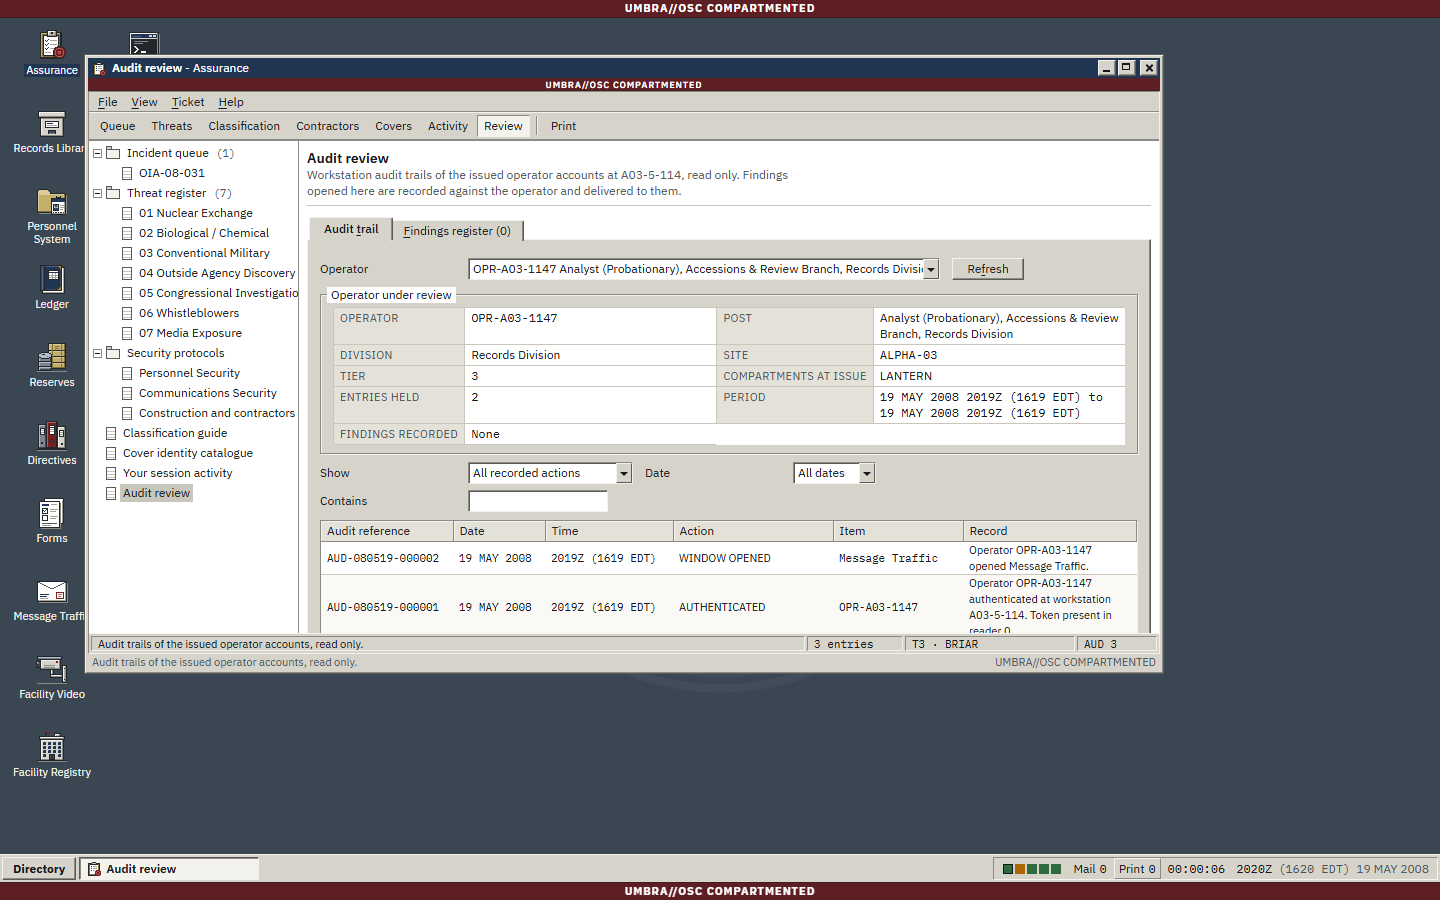 UMBRA//OSC COMPARTMENTED
Assurance
Records Librar
Personnel
System
Ledger
Reserves
Directives
Forms
Message Traffi
Facility Video
Facility Registry
Audit review - Assurance
UMBRA//OSC COMPARTMENTED
File View Ticket Help
Queue Threats Classification Contractors Covers Activity Review Print
Incident queue (1)
OIA-08-031
Threat register (7)
01 Nuclear Exchange
02 Biological / Chemical
03 Conventional Military
04 Outside Agency Discovery
05 Congressional Investigatio
06 Whistleblowers
07 Media Exposure
Security protocols
Personnel Security
Communications Security
Construction and contractors
Classification guide
Cover identity catalogue
Your session activity
Audit review
Audit review
Workstation audit trails of the issued operator accounts at A03-5-114, read only. Findings
opened here are recorded against the operator and delivered to them.
Audit trail Findings register (0)
Operator OPR-A03-1147 Analyst (Probationary), Accessions & Review Branch, Records Divisi Refresh
Operator under review
OPERATOR OPR-A03-1147 POST Analyst (Probationary), Accessions & Review
Branch, Records Division
DIVISION Records Division SITE ALPHA-03
TIER 3 COMPARTMENTS AT ISSUE LANTERN
ENTRIES HELD 2 PERIOD 19 MAY 2008 2019Z (1619 EDT) to
19 MAY 2008 2019Z (1619 EDT)
FINDINGS RECORDED None
Show All recorded actions Date All dates
Contains
Audit reference Date Time Action Item Record
AUD-080519-000002 19 MAY 2008 2019Z (1619 EDT) WINDOW OPENED Message Traffic Operator OPR-A03-1147
opened Message Traffic.
AUD-080519-000001 19 MAY 2008 2019Z (1619 EDT) AUTHENTICATED OPR-A03-1147 Operator OPR-A03-1147
authenticated at workstation
A03-5-114. Token present in
reader 0.
Audit trails of the issued operator accounts, read only. 3 entries T3 · BRIAR AUD 3
Audit trails of the issued operator accounts, read only. UMBRA//OSC COMPARTMENTED
Directory Audit review Mail 0 Print 0 00:00:06 2020Z (1620 EDT) 19 MAY 2008
UMBRA//OSC COMPARTMENTED